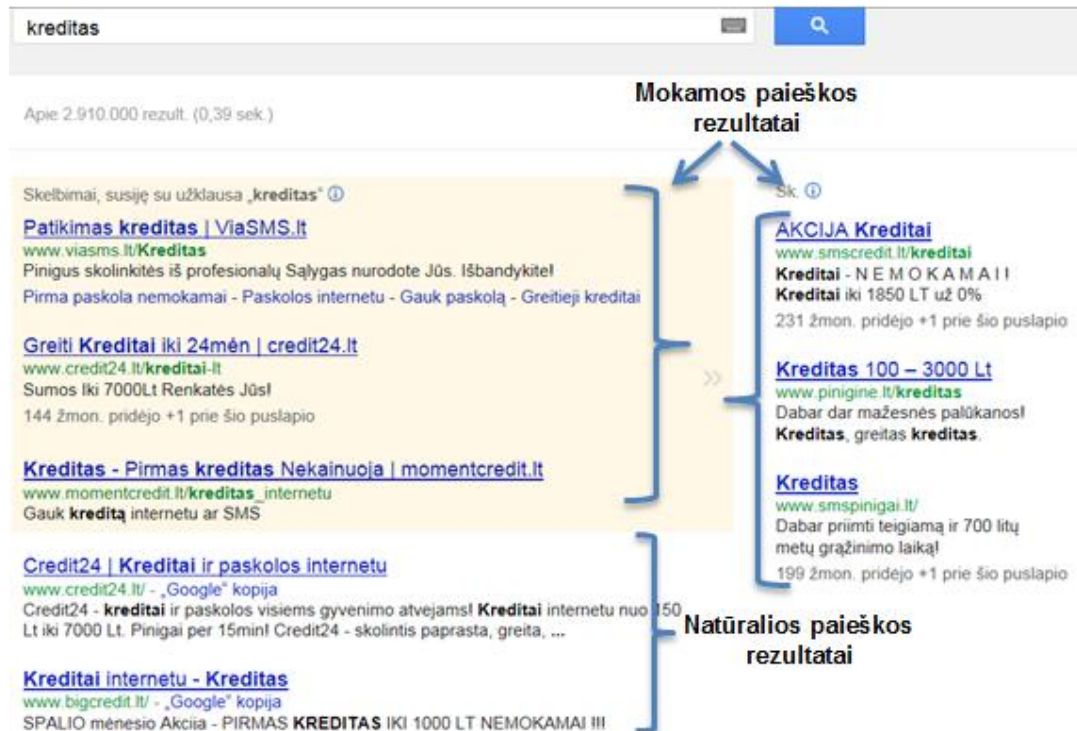 kreditas
Apie 2.910.000 rezult. (0,39 sek.)
Mokamos paieškos
rezultatai
Skelbimai, susiję su užklausa „kreditas“
Patikimas kreditas | ViaSMS.lt
www.viasms.lt/Kreditas
Pinigus skolinkitės iš profesionalų Sąlygas nurodote Jūs. Išbandykite!
Pirma paskola nemokamai - Paskolos internetu - Gauk paskolą - Greitieji kreditai
Greiti Kreditai iki 24mėn | credit24.lt
www.credit24.lt/kreditai-lt
Sumos Iki 7000Lt Renkatės Jūs!
144 žmon. pridėjo +1 prie šio puslapio
Kreditas - Pirmas kreditas Nekainuoja | momentcredit.lt
www.momentcredit.lt/kreditas_internetu
Gauk kreditą internetu ar SMS
Sk.
AKCIJA Kreditai
www.smscredit.lt/kreditai
Kreditai - N E M O K A M A I !
Kreditai iki 1850 LT už 0%
231 žmon. pridėjo +1 prie šio puslapio
Kreditas 100 – 3000 Lt
www.pinigine.lt/kreditas
Dabar dar mažesnės palūkanos!
Kreditas, greitas kreditas.
Kreditas
www.smspinigai.lt/
Dabar priimti teigiamą ir 700 litų
metų grąžinimo laiką!
199 žmon. pridėjo +1 prie šio puslapio
Credit24 | Kreditai ir paskolos internetu
www.credit24.lt/ - „Google“ kopija
Credit24 - kreditai ir paskolos visiems gyvenimo atvejams! Kreditai internetu nuo 150
Lt iki 7000 Lt. Pinigai per 15min! Credit24 - skolintis paprasta, greita, ...
Kreditai internetu - Kreditas
www.bigcredit.lt/ - „Google“ kopija
SPALIO mėnesio Akcija - PIRMAS KREDITAS IKI 1000 LT NEMOKAMAI !!!
Natūralios paieškos
rezultatai